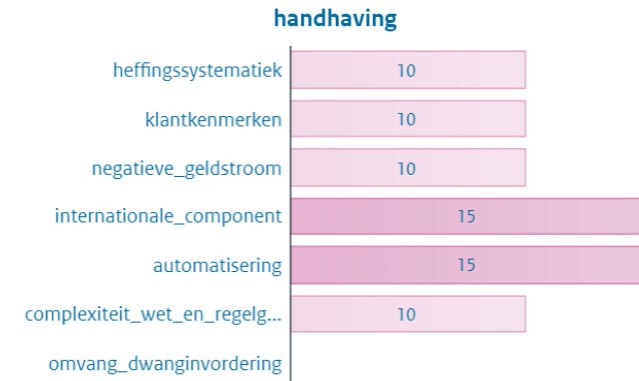 handhaving
heffingssystematiek 10
klantkenmerken 10
negatieve_geldstroom 10
internationale_component 15
automatisering 15
complexiteit_wet_en_regelg... 10
omvang_dwanginvordering